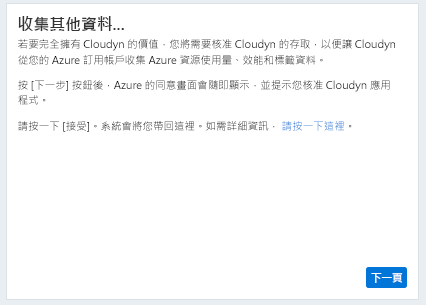 收集其他資料...
若要完全擁有 Cloudyn 的價值，您將需要核准 Cloudyn 的存取，以便讓 Cloudyn
從您的 Azure 訂用帳戶收集 Azure 資源使用量、效能和標籤資料。
按 [下一步] 按鈕後，Azure 的同意畫面會隨即顯示，並提示您核准 Cloudyn 應用
程式。
請按一下 [接受]。系統會將您帶回這裡。如需詳細資訊，請按一下這裡。
下一頁